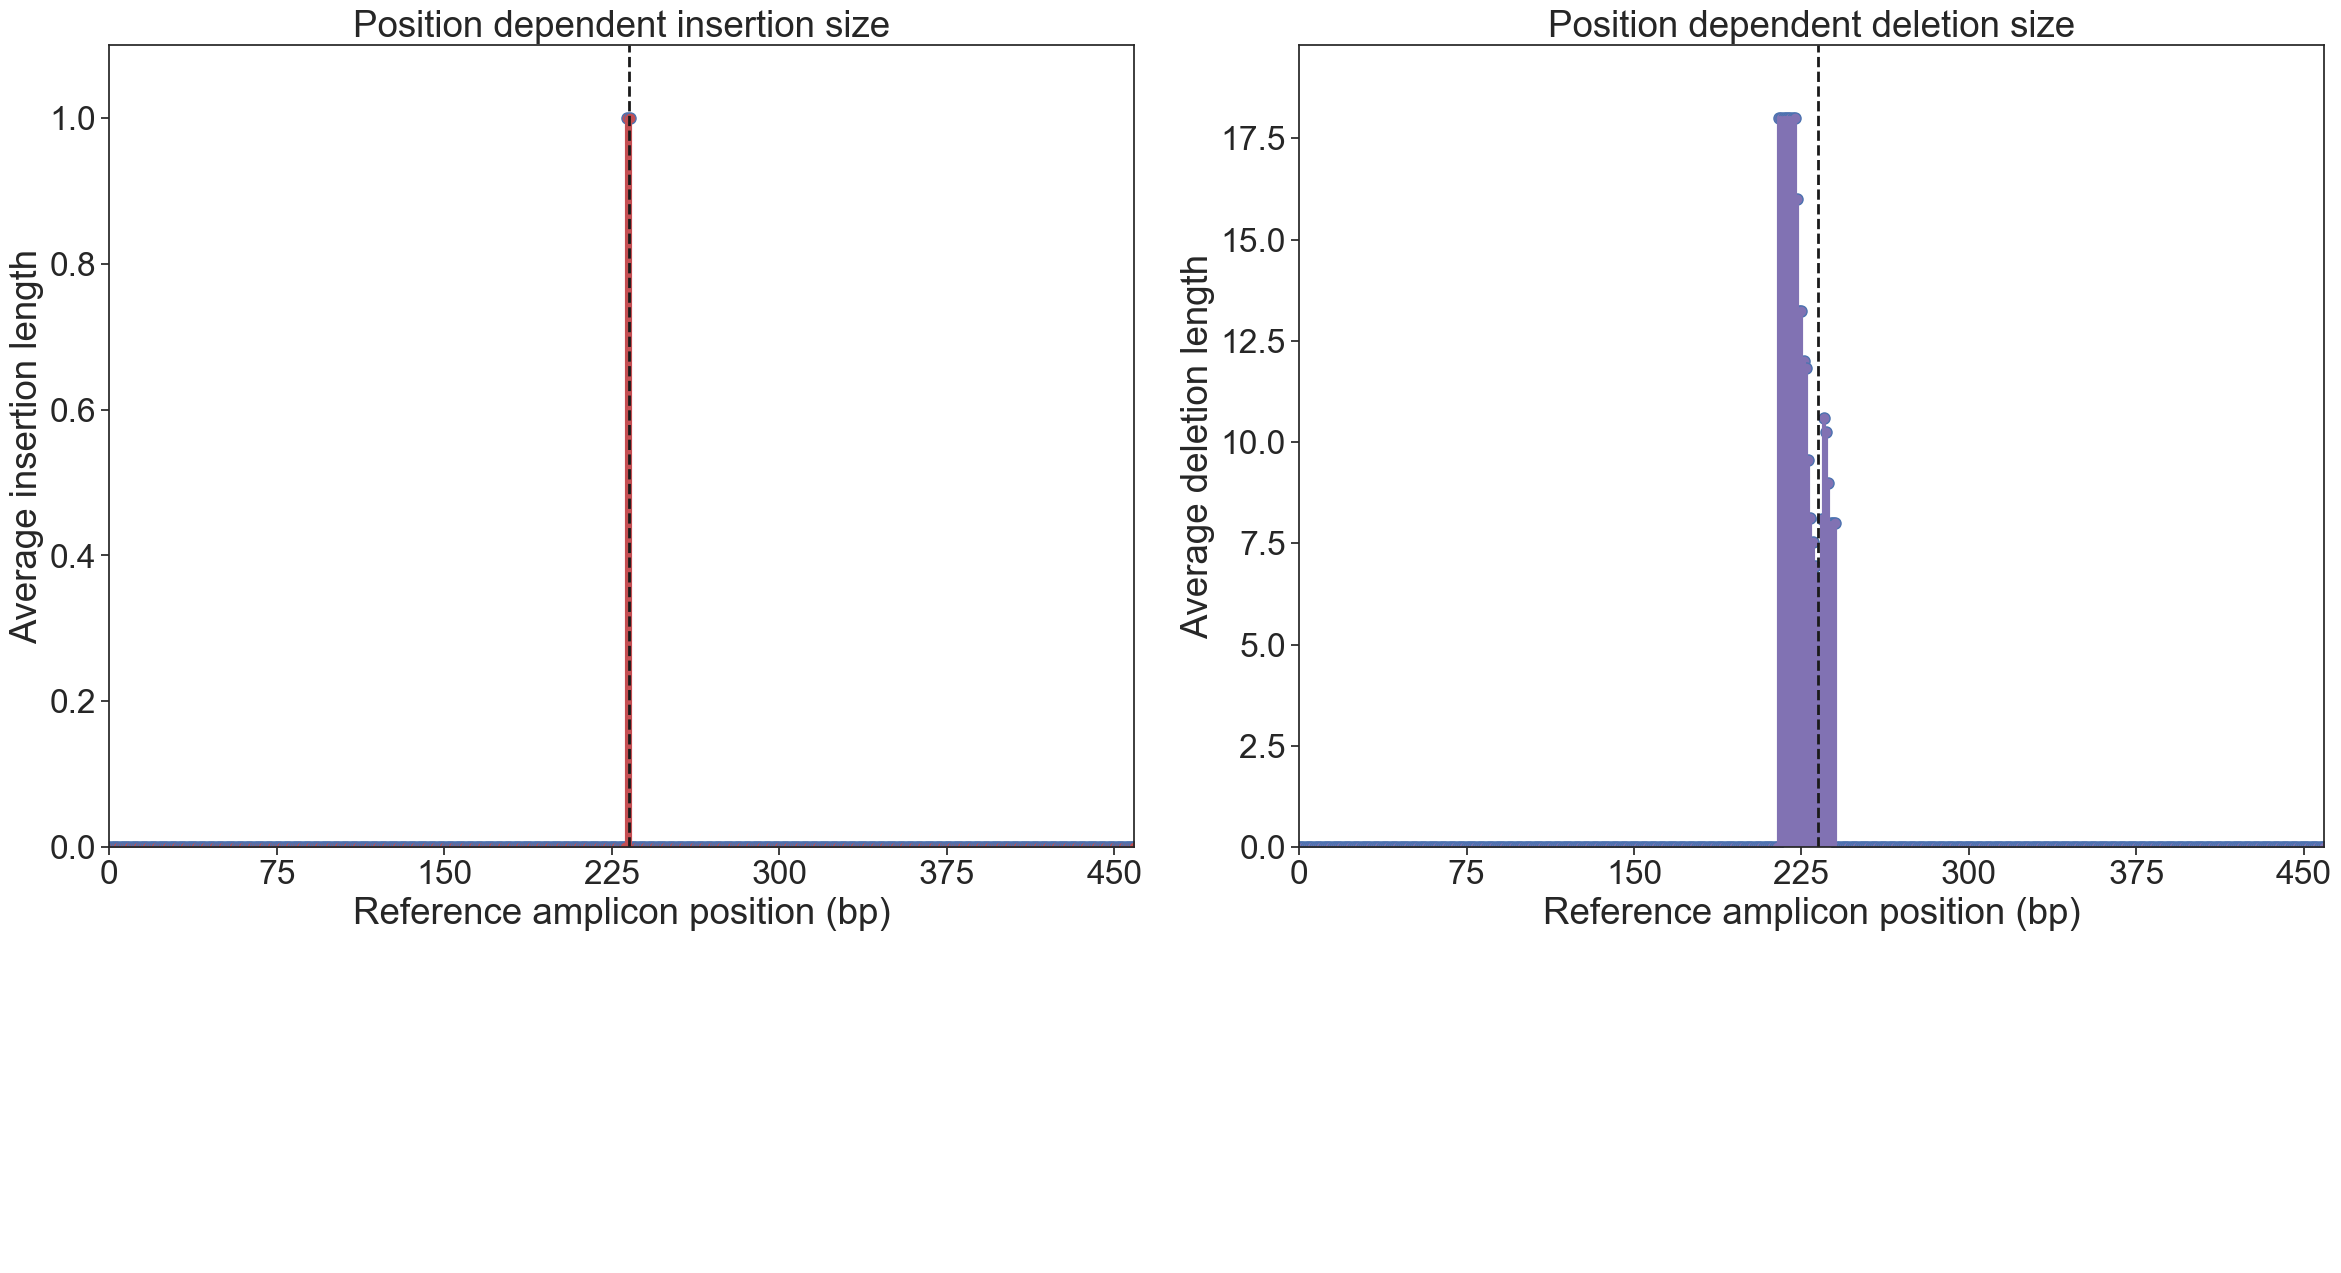 Position dependent insertion size
Average insertion length
1.0
0.8
0.6
0.4
0.2
0.0
0 75 150 225 300 375 450
Reference amplicon position (bp)
Position dependent deletion size
Average deletion length
17.5
15.0
12.5
10.0
7.5
5.0
2.5
0.0
0 75 150 225 300 375 450
Reference amplicon position (bp)